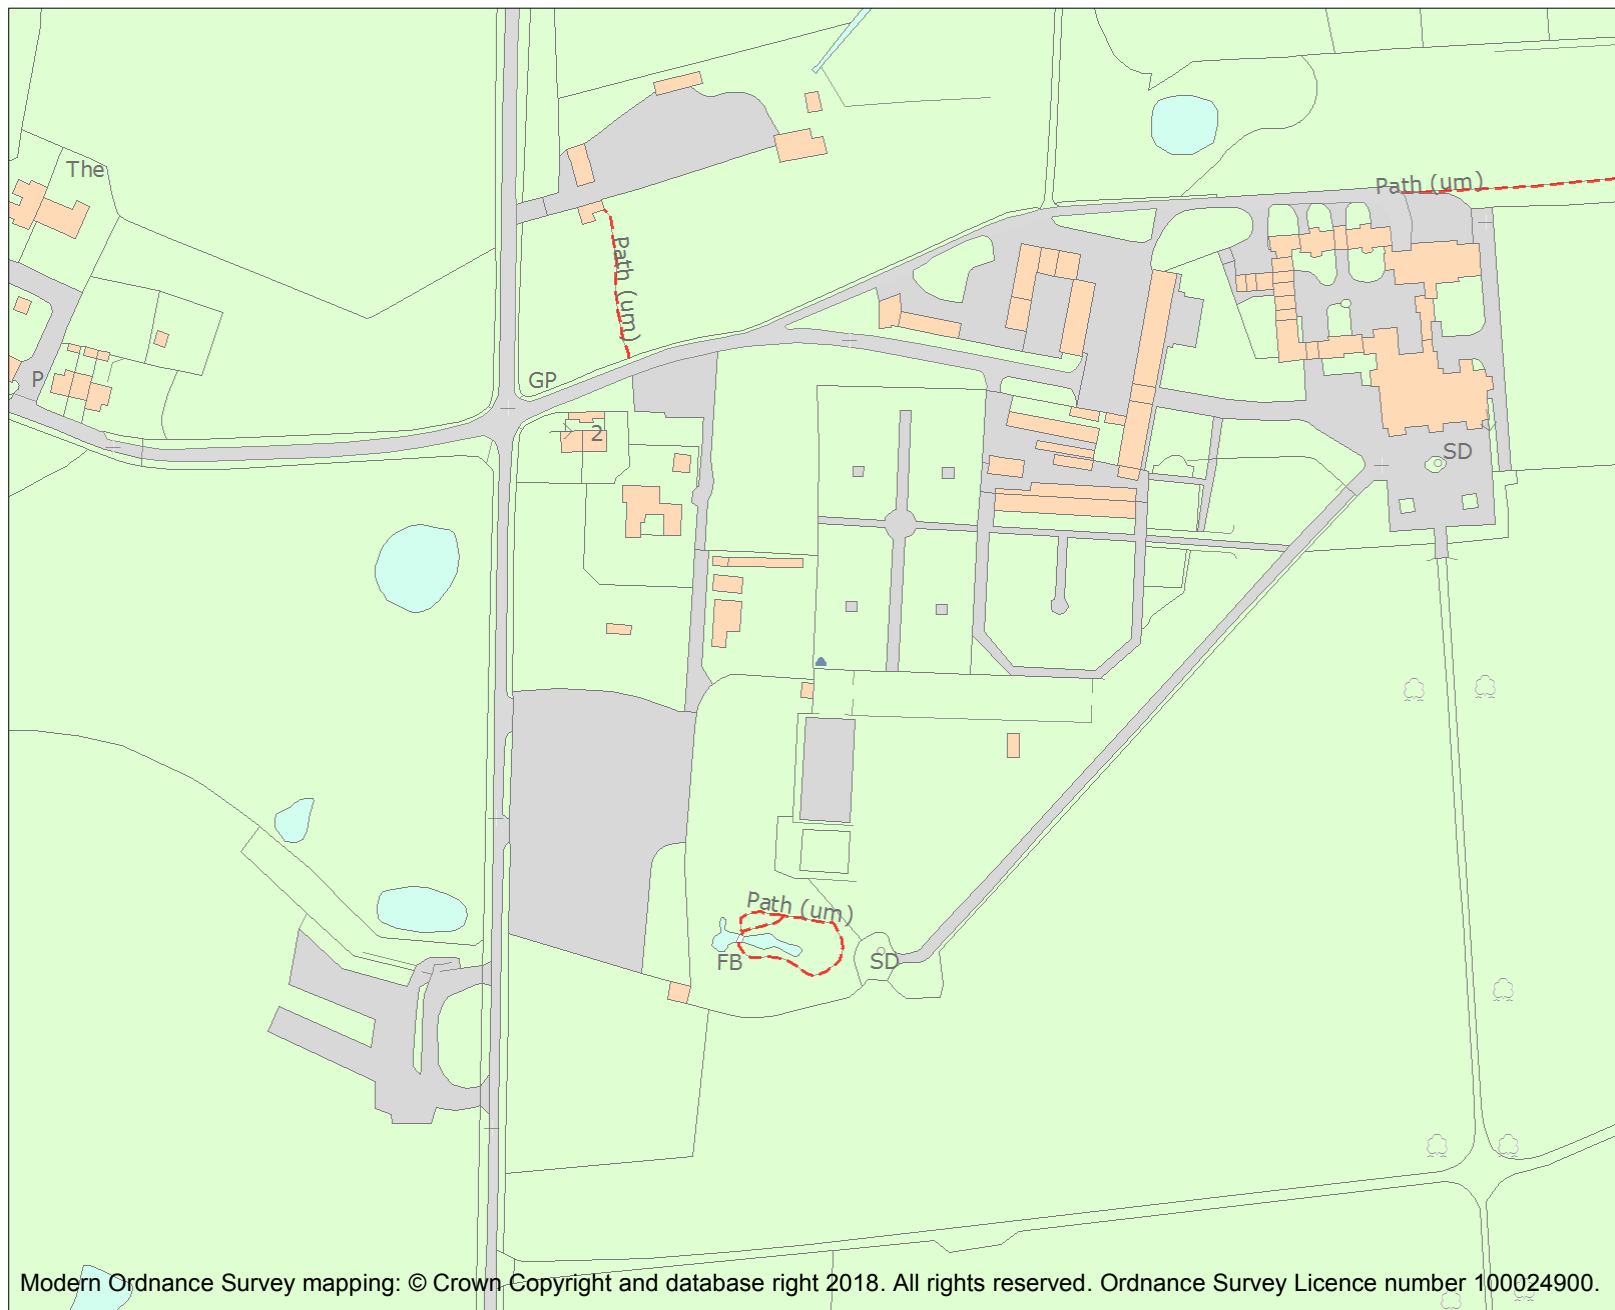 The
Path (um)
Path (um)
P
GP
2
SD
Path (um)
FB
SD
Modern Ordnance Survey mapping: © Crown Copyright and database right 2018. All rights reserved. Ordnance Survey Licence number 100024900.